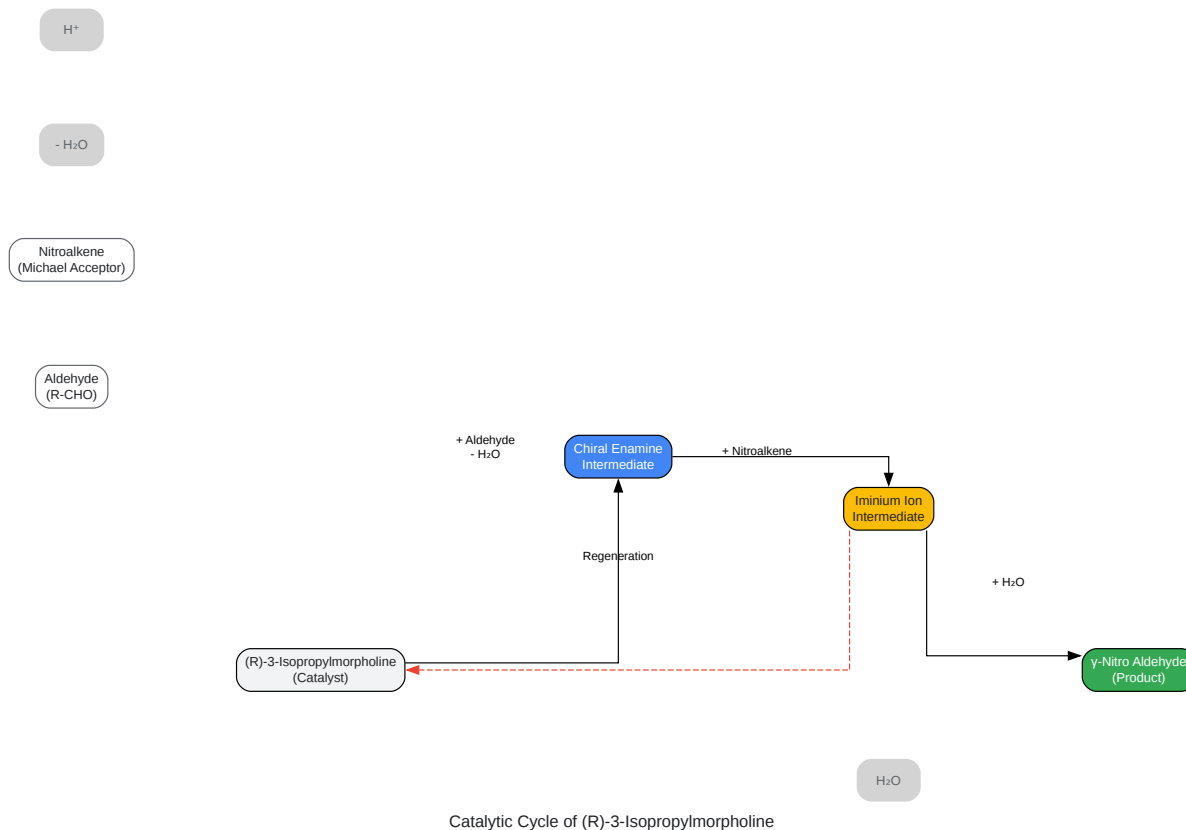 H⁺
- H₂O
Nitroalkene
(Michael Acceptor)
Aldehyde
(R-CHO)
+ Aldehyde
- H₂O
Chiral Enamine
Intermediate
+ Nitroalkene
Iminium Ion
Intermediate
Regeneration
+ H₂O
(R)-3-Isopropylmorpholine
(Catalyst)
γ-Nitro Aldehyde
(Product)
H₂O
Catalytic Cycle of (R)-3-Isopropylmorpholine